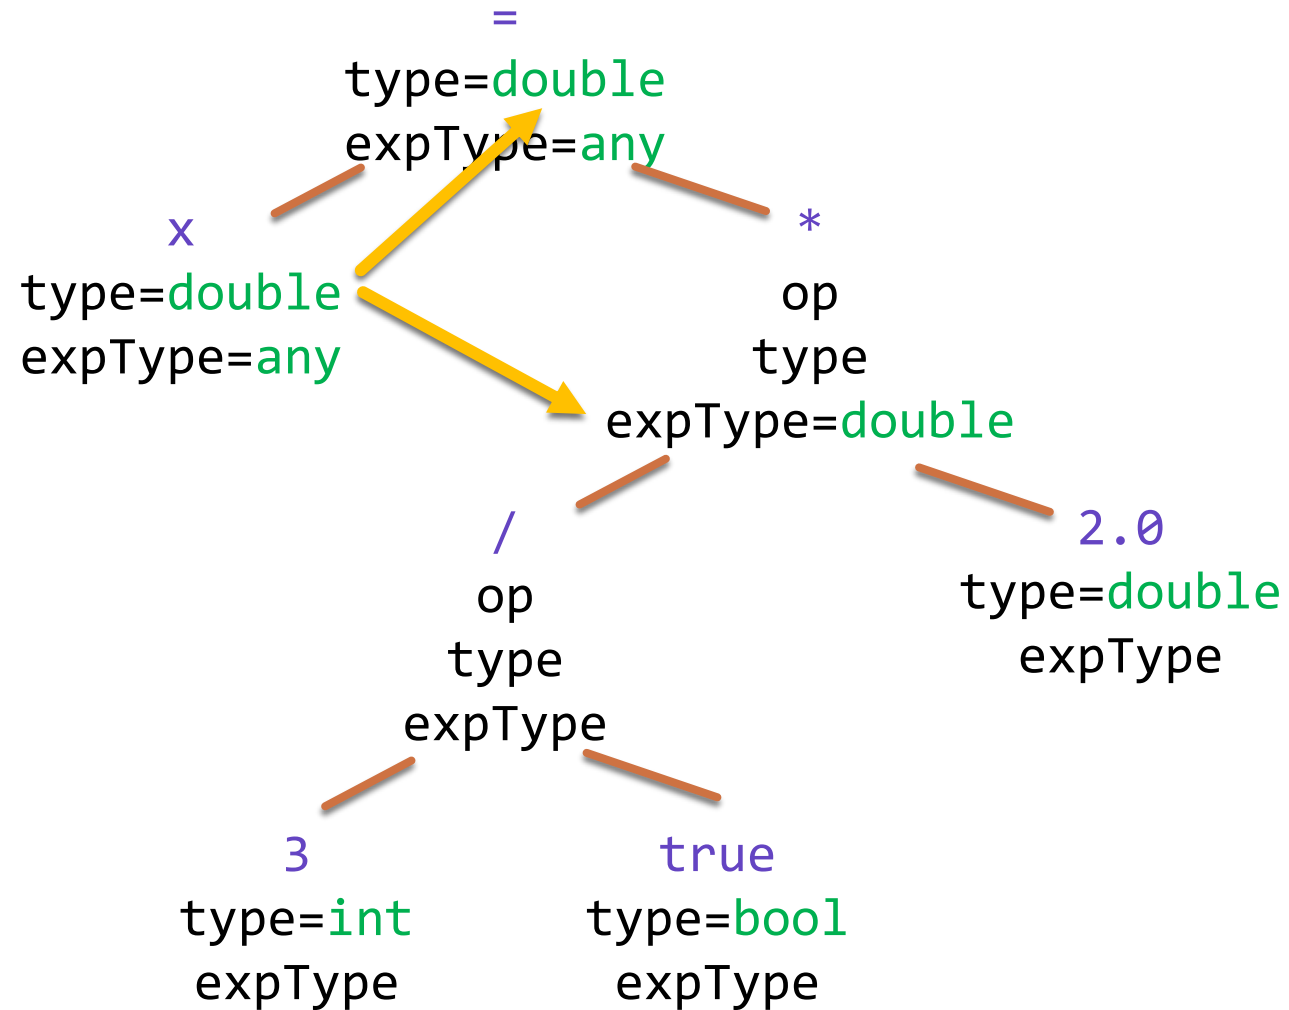 =
type=double
expType=any
x
type=double
expType=any
*
op
type
expType=double
/
op
type
expType
2.0
type=double
expType
3
type=int
expType
true
type=bool
expType